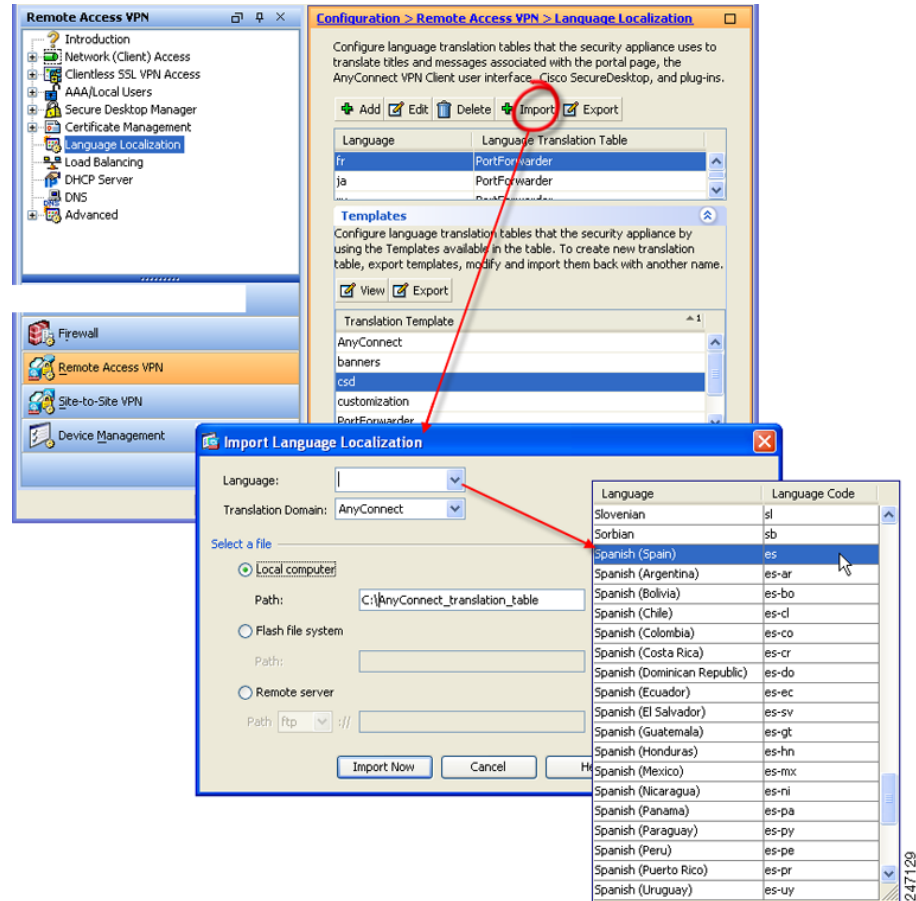 Remote Access VPN
Introduction
Network (Client) Access
Clientless SSL VPN Access
AAA/Local Users
Secure Desktop Manager
Certificate Management
Language Localization
Load Balancing
DHCP Server
DNS
Advanced
Firewall
Remote Access VPN
Site-to-Site VPN
Device Management
Configuration > Remote Access VPN > Language Localization
Configure language translation tables that the security appliance uses to
translate titles and messages associated with the portal page, the
AnyConnect VPN Client user interface, Cisco SecureDesktop, and plug-ins.
Add Edit Delete Import Export
Language Language Translation Table
fr PortForwarder
ja PortForwarder
Templates
Configure language translation tables that the security appliance by
using the Templates available in the table. To create new translation
table, export templates, modify and import them back with another name.
View Export
Translation Template 1
AnyConnect
banners
csd
customization
PortForwarder
Import Language Localization
Language:
Translation Domain: AnyConnect
Select a file
Local computer
Path: C:\AnyConnect_translation_table
Flash file system
Path:
Remote server
Path ftp ://
Import Now Cancel He
Language Language Code
Slovenian sl
Sorbian sb
Spanish (Spain) es
Spanish (Argentina) es-ar
Spanish (Bolivia) es-bo
Spanish (Chile) es-cl
Spanish (Colombia) es-co
Spanish (Costa Rica) es-cr
Spanish (Dominican Republic) es-do
Spanish (Ecuador) es-ec
Spanish (El Salvador) es-sv
Spanish (Guatemala) es-gt
Spanish (Honduras) es-hn
Spanish (Mexico) es-mx
Spanish (Nicaragua) es-ni
Spanish (Panama) es-pa
Spanish (Paraguay) es-py
Spanish (Peru) es-pe
Spanish (Puerto Rico) es-pr
Spanish (Uruguay) es-uy
247129